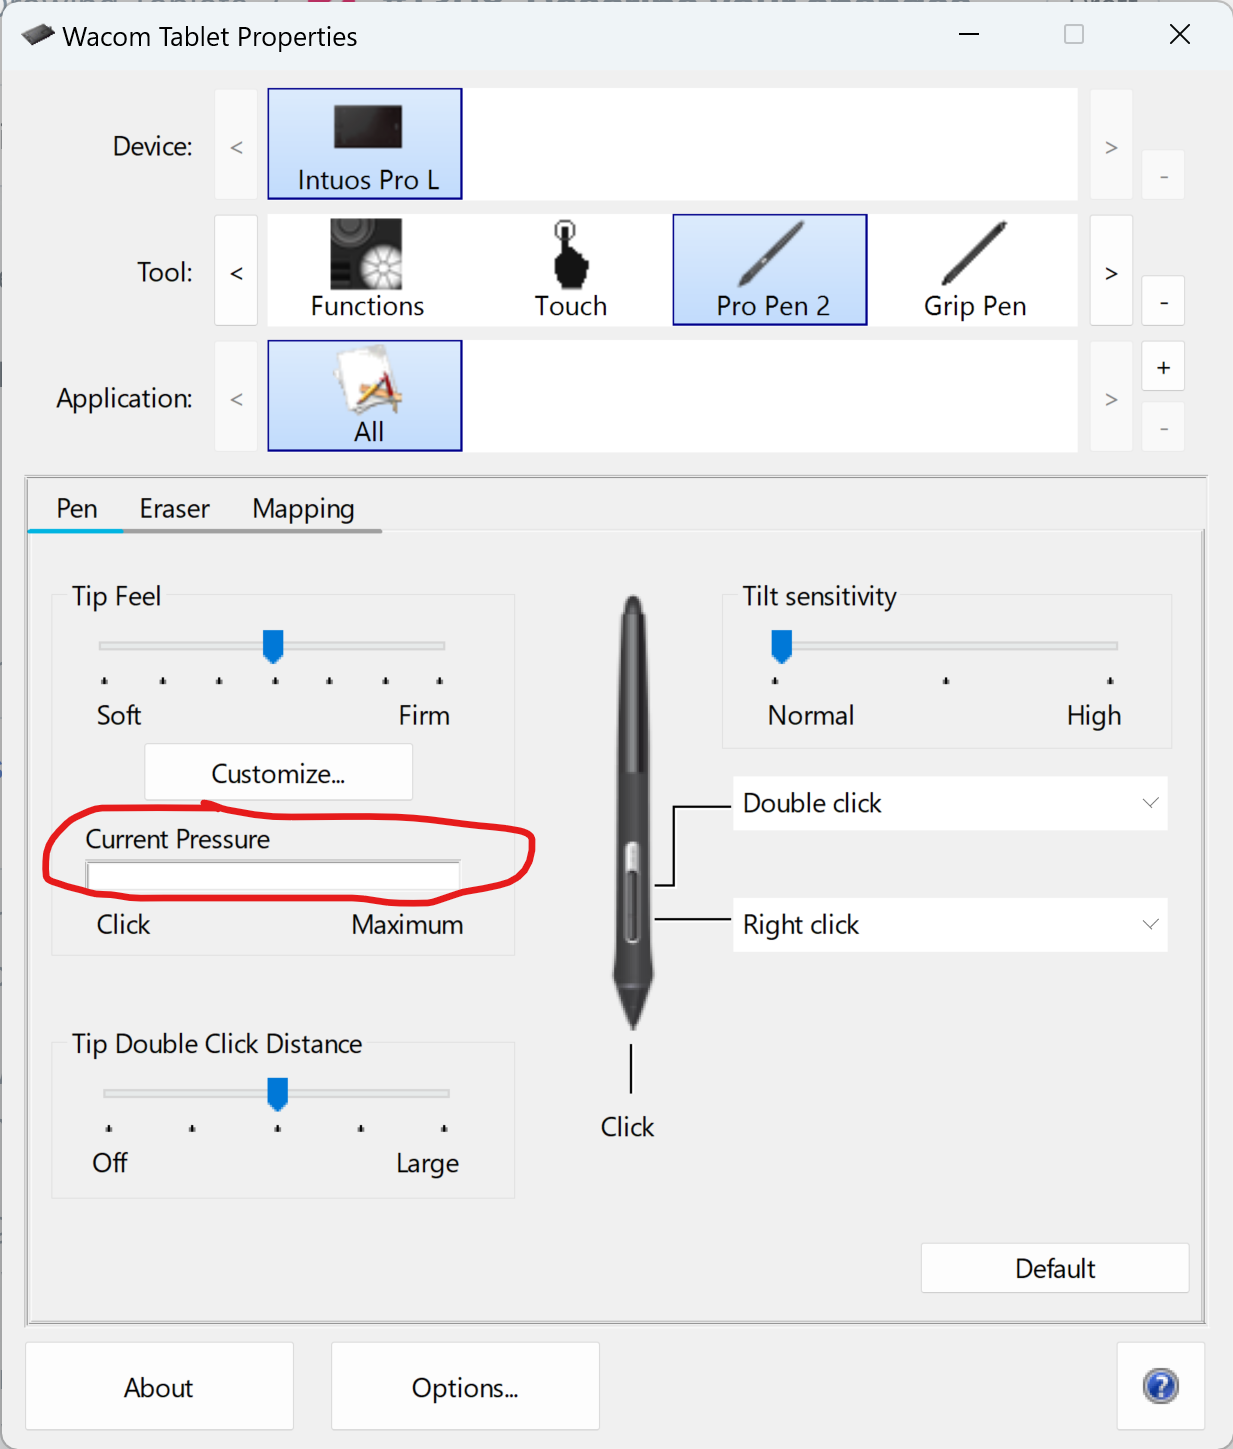 Wacom Tablet Properties
Device:
<
Intuos Pro L
>
-
Tool:
<
Functions
Touch
Pro Pen 2
Grip Pen
>
-
Application:
<
All
>
+
-
Pen Eraser Mapping
Tip Feel
Soft Firm
Customize...
Current Pressure
Click Maximum
Tip Double Click Distance
Off Large
Click
Tilt sensitivity
Normal High
Double click
Right click
Default
About
Options...
?